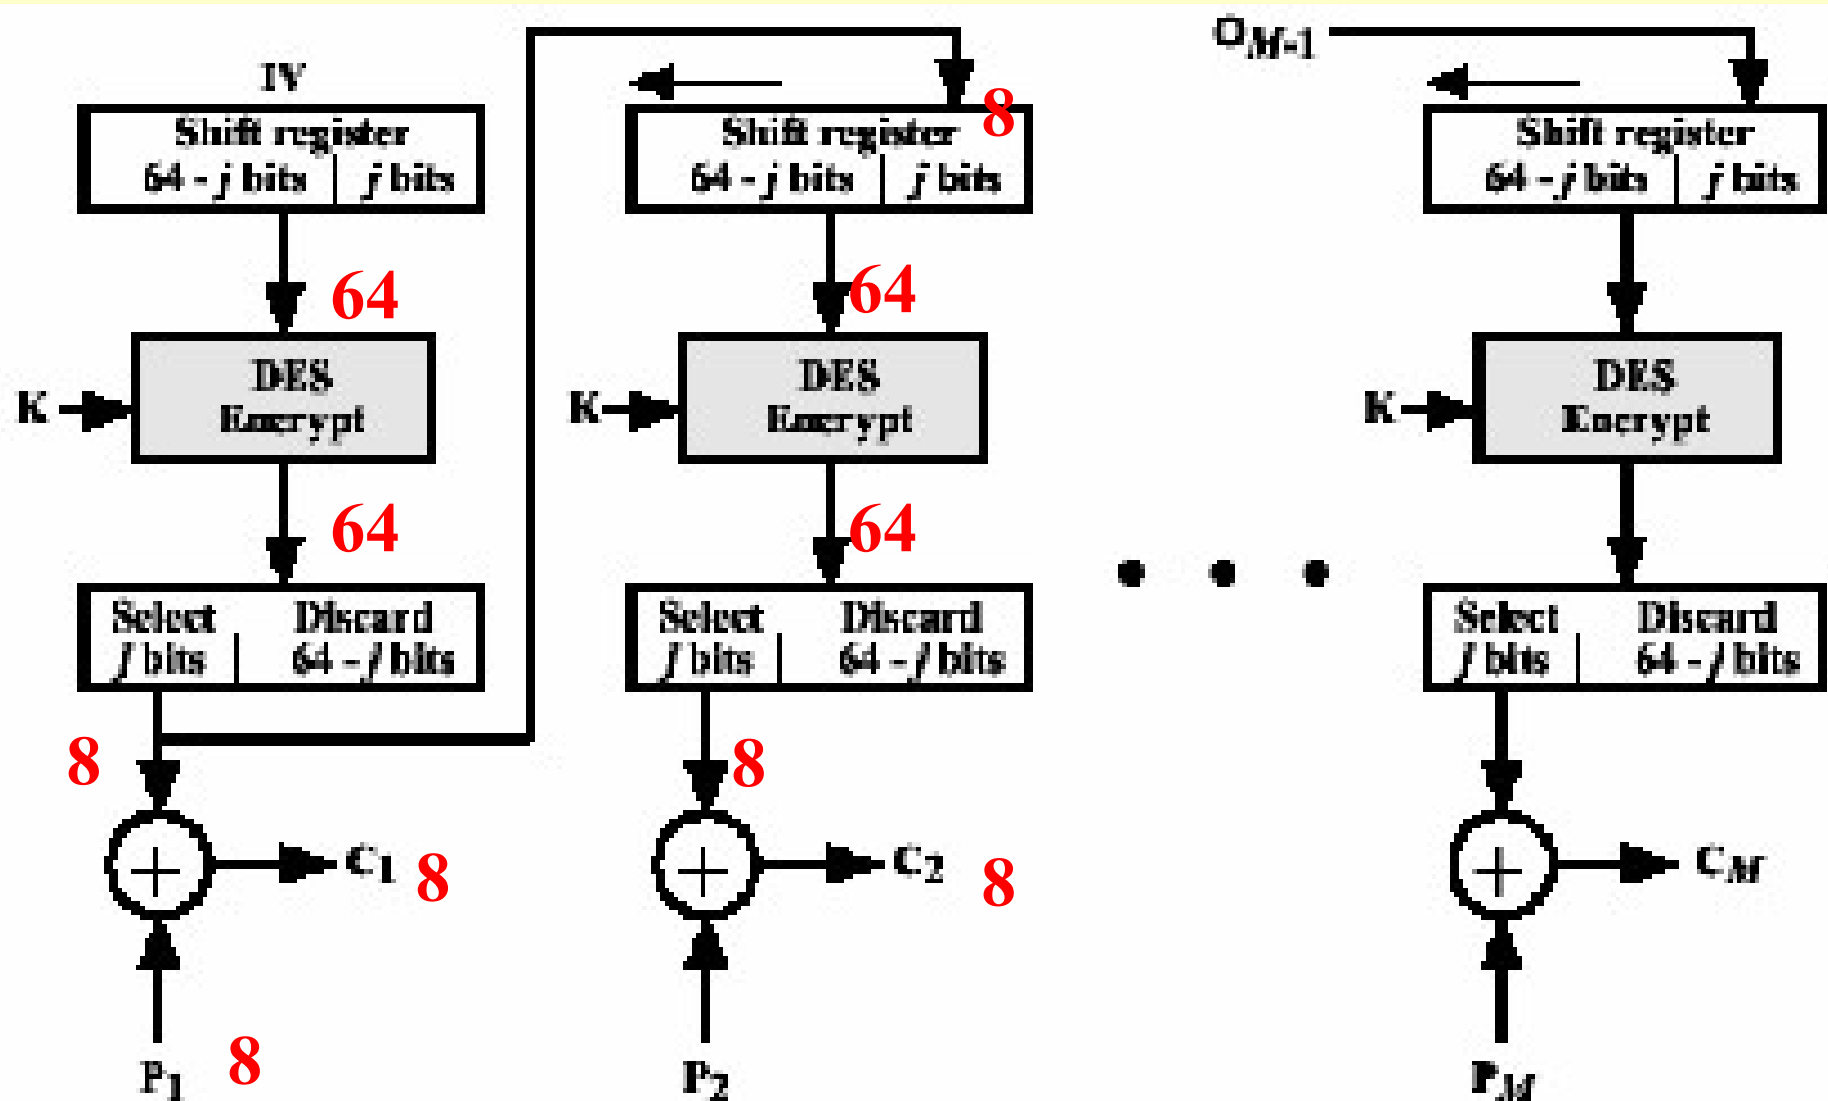 IV
Shift register
64 - j bits | j bits
64
K
DES
Encrypt
64
Select
j bits
Discard
64 - j bits
8
+
C1 8
P1 8
8
Shift register
64 - j bits | j bits
64
K
DES
Encrypt
64
Select
j bits
Discard
64 - j bits
8
+
C2 8
P2
• • •
OM-1
Shift register
64 - j bits | j bits
K
DES
Encrypt
Select
j bits
Discard
64 - j bits
+
CM
PM